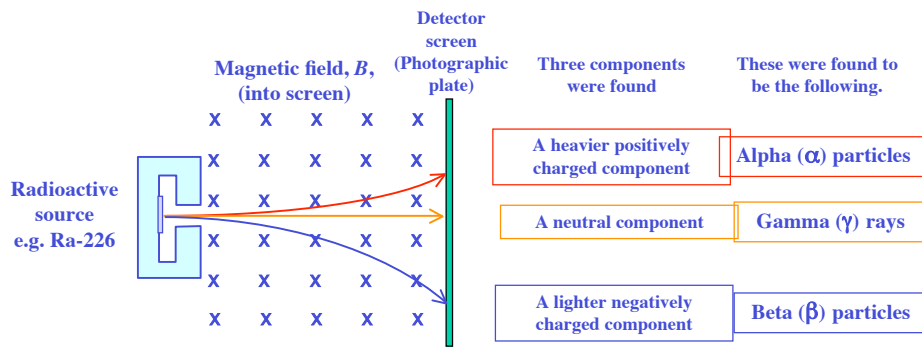 Detector
screen
(Photographic
plate)
Magnetic field, B,
(into screen)
Three components
were found
These were found to
be the following.
X X X X X
X X X X X
X X X X X
X X X X X
X X X X X
X X X X X
Radioactive
source
e.g. Ra-226
A heavier positively
charged component
Alpha (α) particles
A neutral component
Gamma (γ) rays
A lighter negatively
charged component
Beta (β) particles